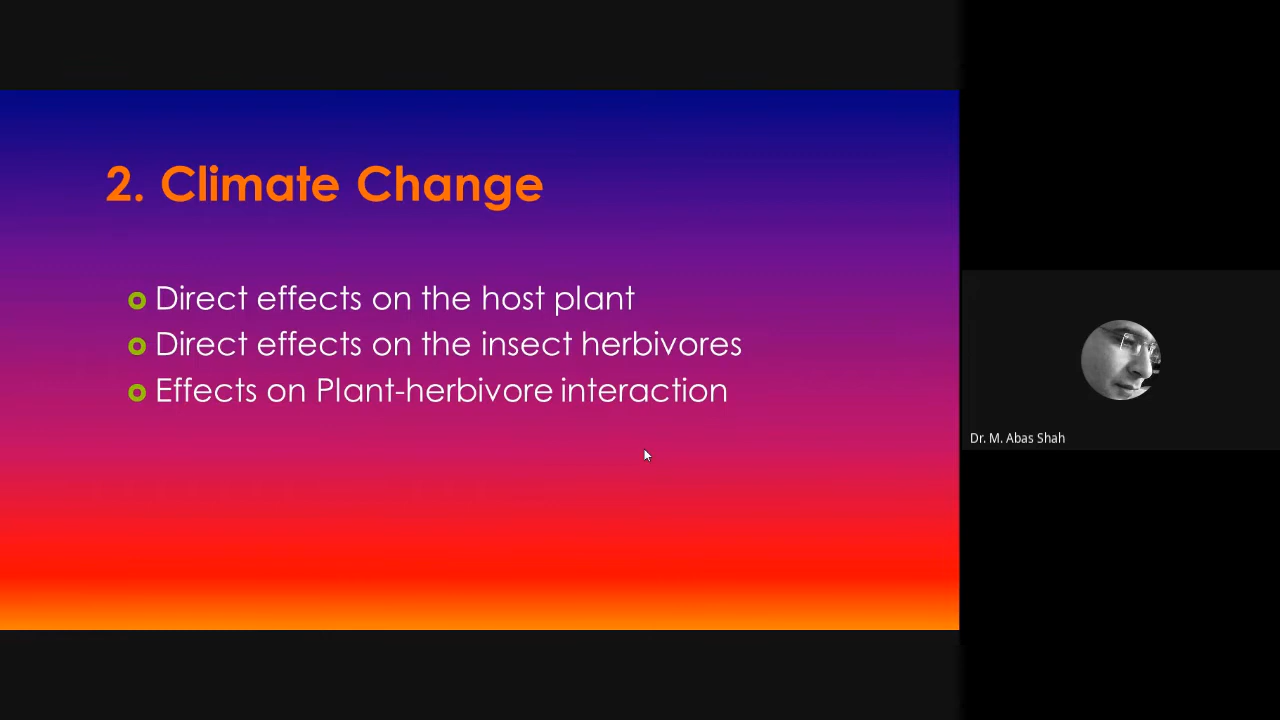 2. Climate Change
Direct effects on the host plant
Direct effects on the insect herbivores
Effects on Plant-herbivore interaction
Dr. M. Abas Shah